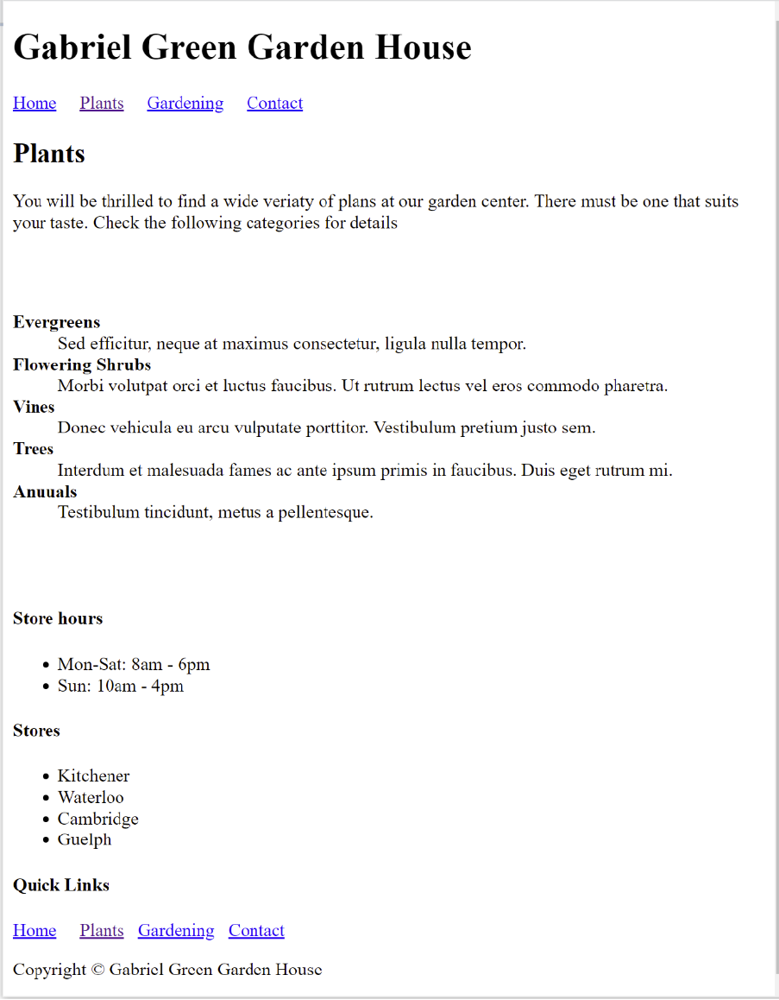 Gabriel Green Garden House
Home Plants Gardening Contact
Plants
You will be thrilled to find a wide veriaty of plans at our garden center. There must be one that suits
your taste. Check the following categories for details
Evergreens
Sed efficitur, neque at maximus consectetur, ligula nulla tempor.
Flowering Shrubs
Morbi volutpat orci et luctus faucibus. Ut rutrum lectus vel eros commodo pharetra.
Vines
Donec vehicula eu arcu vulputate porttitor. Vestibulum pretium justo sem.
Trees
Interdum et malesuada fames ac ante ipsum primis in faucibus. Duis eget rutrum mi.
Anuuals
Testibulum tincidunt, metus a pellentesque.
Store hours
• Mon-Sat: 8am - 6pm
• Sun: 10am - 4pm
Stores
• Kitchener
• Waterloo
• Cambridge
• Guelph
Quick Links
Home Plants Gardening Contact
Copyright © Gabriel Green Garden House